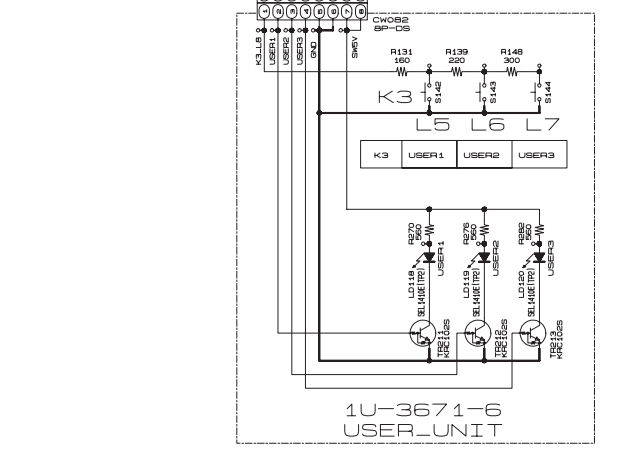 1 2 3 4 5 6 7 8
CW082
8P-DS
K3_L8
USER1
USER2
USER3
GND
SW5V
R131
160
R139
220
R148
300
K3
S142
S143
S144
L5 L6 L7
K3 USER1 USER2 USER3
R270
560
R276
560
R282
560
USER1
USER2
USER3
LD118
SEL1410E(TP2)
LD119
SEL1410E(TP2)
LD120
SEL1410E(TP2)
TR211
KRC102S
TR212
KRC102S
TR213
KRC102S
1U-3671-6
USER_UNIT